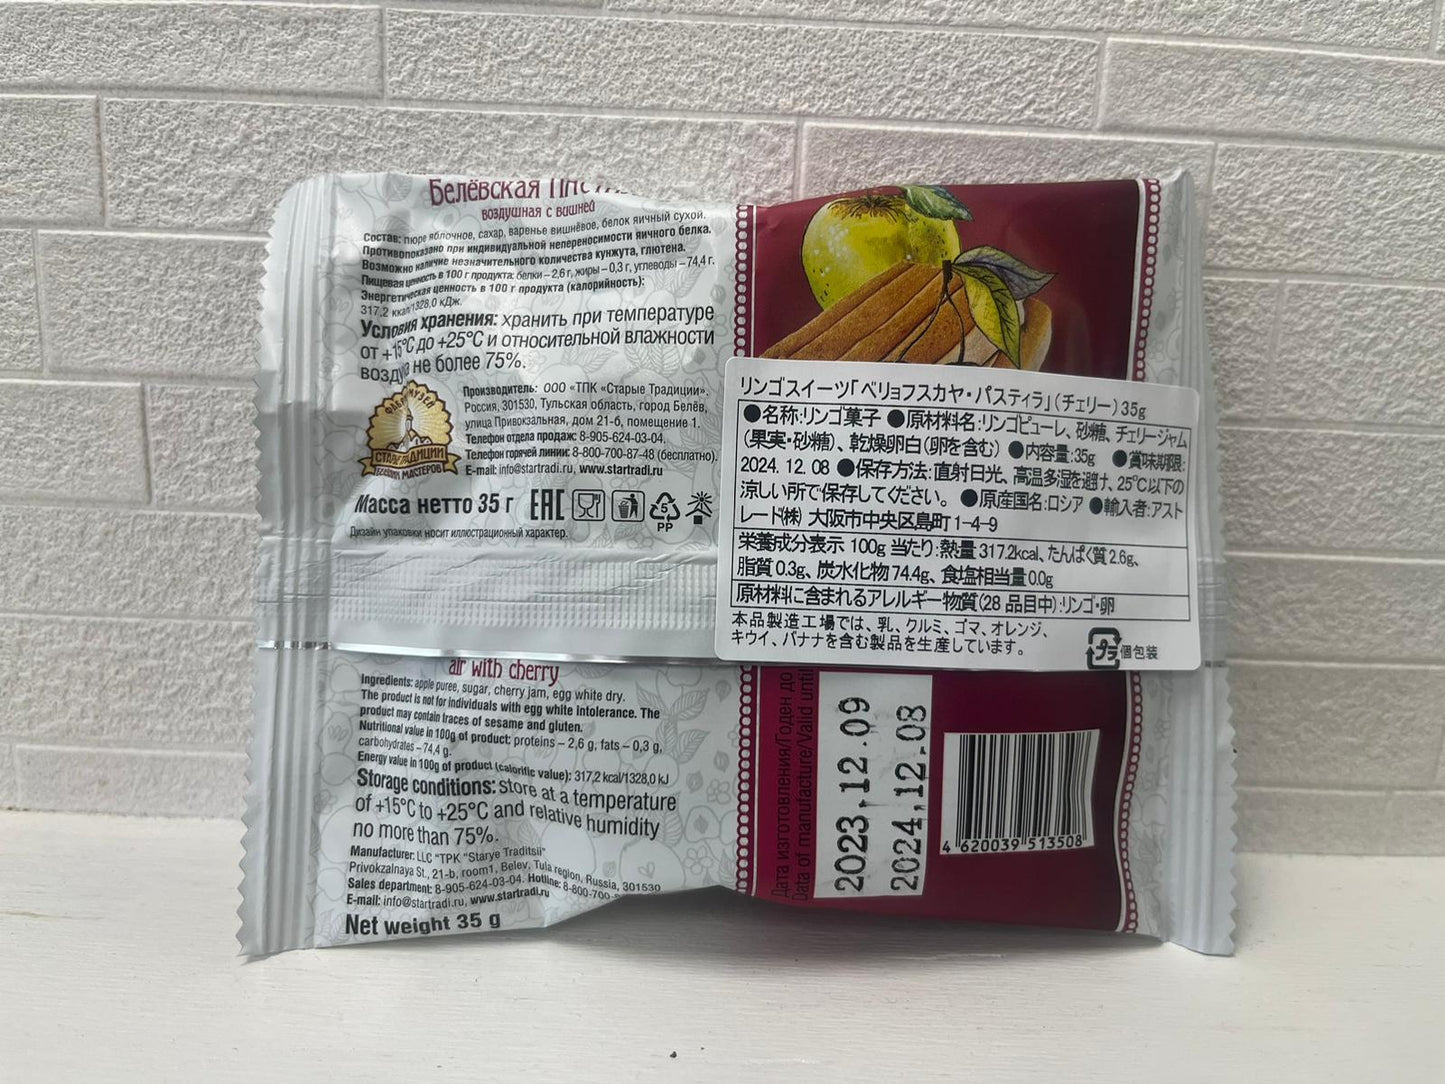 Белёвская
воздушная с вишней
Состав: пюре яблочное, сахар, варенье вишнёвое, белок яичный сухой.
Противопоказано при индивидуальной непереносимости яичного белка.
Возможно наличие незначительного количества кунжута, глютена.
Пищевая ценность в 100 г продукта: белки – 2,6 г, жиры – 0,3 г, углеводы – 74,4 г.
Энергетическая ценность в 100 г продукта (калорийность):
317,2 ккал/1328,0 кДж.
Условия хранения: хранить при температуре
от +15°C до +25°C и относительной влажности
воздуха не более 75%.
Производитель: ООО «ТПК «Старые Традиции».
Россия, 301530, Тульская область, город Белёв,
улица Привокзальная, дом 21-б, помещение 1.
Телефон отдела продаж: 8-905-624-03-04.
Телефон горячей линии: 8-800-700-87-48 (бесплатно).
E-mail: info@startradi.ru, www.startradi.ru
СТАРЫЕ ТРАДИЦИИ
Масса нетто 35 г EAC
5
PP
Дизайн упаковки носит иллюстрационный характер.
air with cherry
Ingredients: apple puree, sugar, cherry jam, egg white dry.
The product is not for individuals with egg white intolerance. The
product may contain traces of sesame and gluten.
Nutritional value in 100g of product: proteins – 2,6 g, fats – 0,3 g,
carbohydrates – 74,4 g.
Energy value in 100g of product (calorific value): 317,2 kcal/1328,0 kJ
Storage conditions: store at a temperature
of +15°C to +25°C and relative humidity
no more than 75%.
Manufacturer: LLC "TPK "Starye Traditsii"
Privokzalnaya St., 21-b, room1, Belev, Tula region, Russia, 301530
Sales department: 8-905-624-03-04. Hotline: 8-800-700-
E-mail: info@startradi.ru, www.startradi.ru
Net weight 35 g
リンゴスイーツ「ベリョフスカヤ・パスティラ」(チェリー) 35g
●名称:リンゴ菓子 ●原材料名:リンゴピューレ、砂糖、チェリージャム
(果実・砂糖)、乾燥卵白(卵を含む) ●内容量:35g ●賞味期限:
2024. 12. 08 ●保存方法:直射日光、高温多湿を避け、25℃以下の
涼しい所で保存してください。 ●原産国名:ロシア ●輸入者:アスト
レード㈱ 大阪市中央区島町 1-4-9
栄養成分表示 100g 当たり:熱量 317.2kcal、たんぱく質 2.6g、
脂質 0.3g、炭水化物 74.4g、食塩相当量 0.0g
原材料に含まれるアレルギー物質(28 品目中):リンゴ・卵
本品製造工場では、乳、クルミ、ゴマ、オレンジ、
キウイ、バナナを含む製品を生産しています。
プラ 個包装
Дата изготовления/Годен до
Data of manufacture/Valid until
2023.12.09
2024.12.08
4 620039 513508